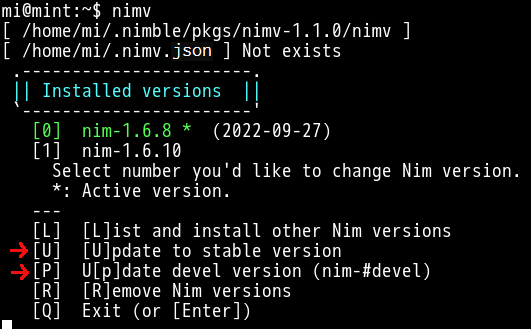 mi@mint:~$ nimv
[ /home/mi/.nimble/pkgs/nimv-1.1.0/nimv ]
[ /home/mi/.nimv.json ] Not exists
.-----------------------.
|| Installed versions  ||
`-----------------------'
[0]  nim-1.6.8 *  (2022-09-27)
[1]  nim-1.6.10
Select number you'd like to change Nim version.
*: Active version.
---
[L]  [L]ist and install other Nim versions
[U]  [U]pdate to stable version
[P]  U[p]date devel version (nim-#devel)
[R]  [R]emove Nim versions
[Q]  Exit (or [Enter])